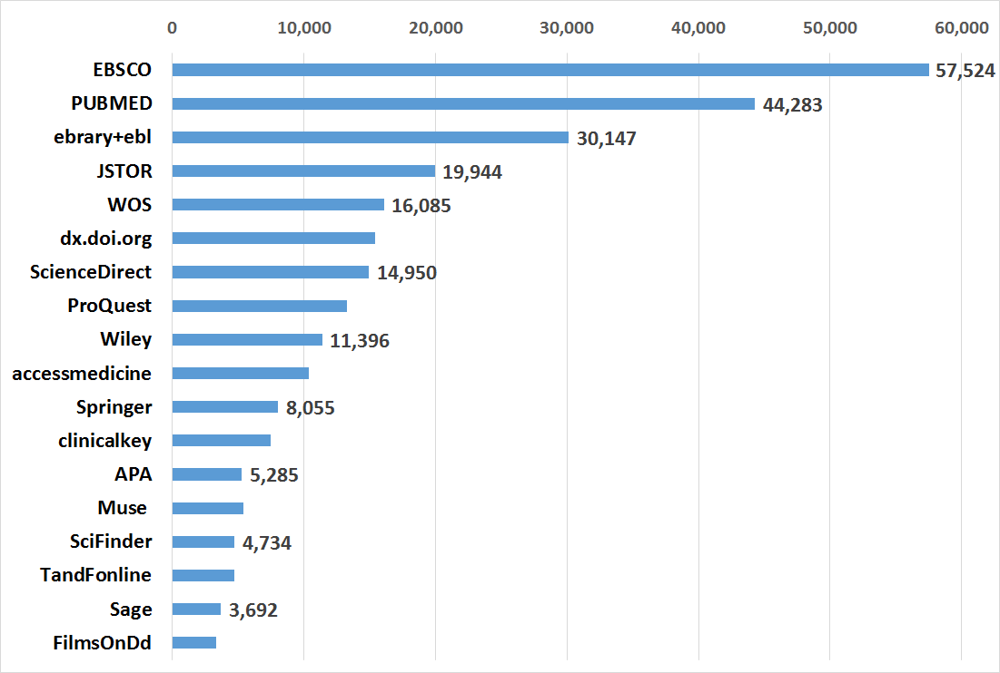 0 10,000 20,000 30,000 40,000 50,000 60,000
EBSCO 57,524
PUBMED 44,283
ebrary+ebl 30,147
JSTOR 19,944
WOS 16,085
dx.doi.org
ScienceDirect 14,950
ProQuest
Wiley 11,396
accessmedicine
Springer 8,055
clinicalkey
APA 5,285
Muse
SciFinder 4,734
TandFonline
Sage 3,692
FilmsOnDd